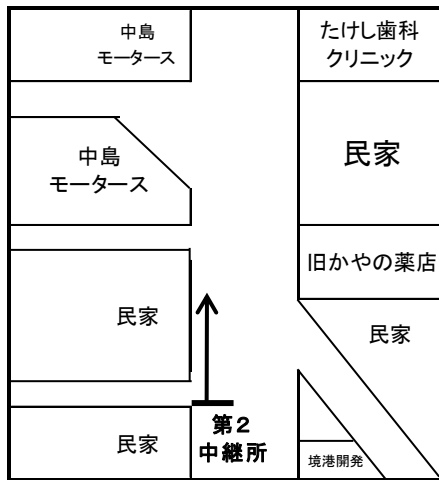 中島
モータース
たけし歯科
クリニック
中島
モータース
民家
旧かやの薬店
民家
民家
第2
中継所
民家
境港開発